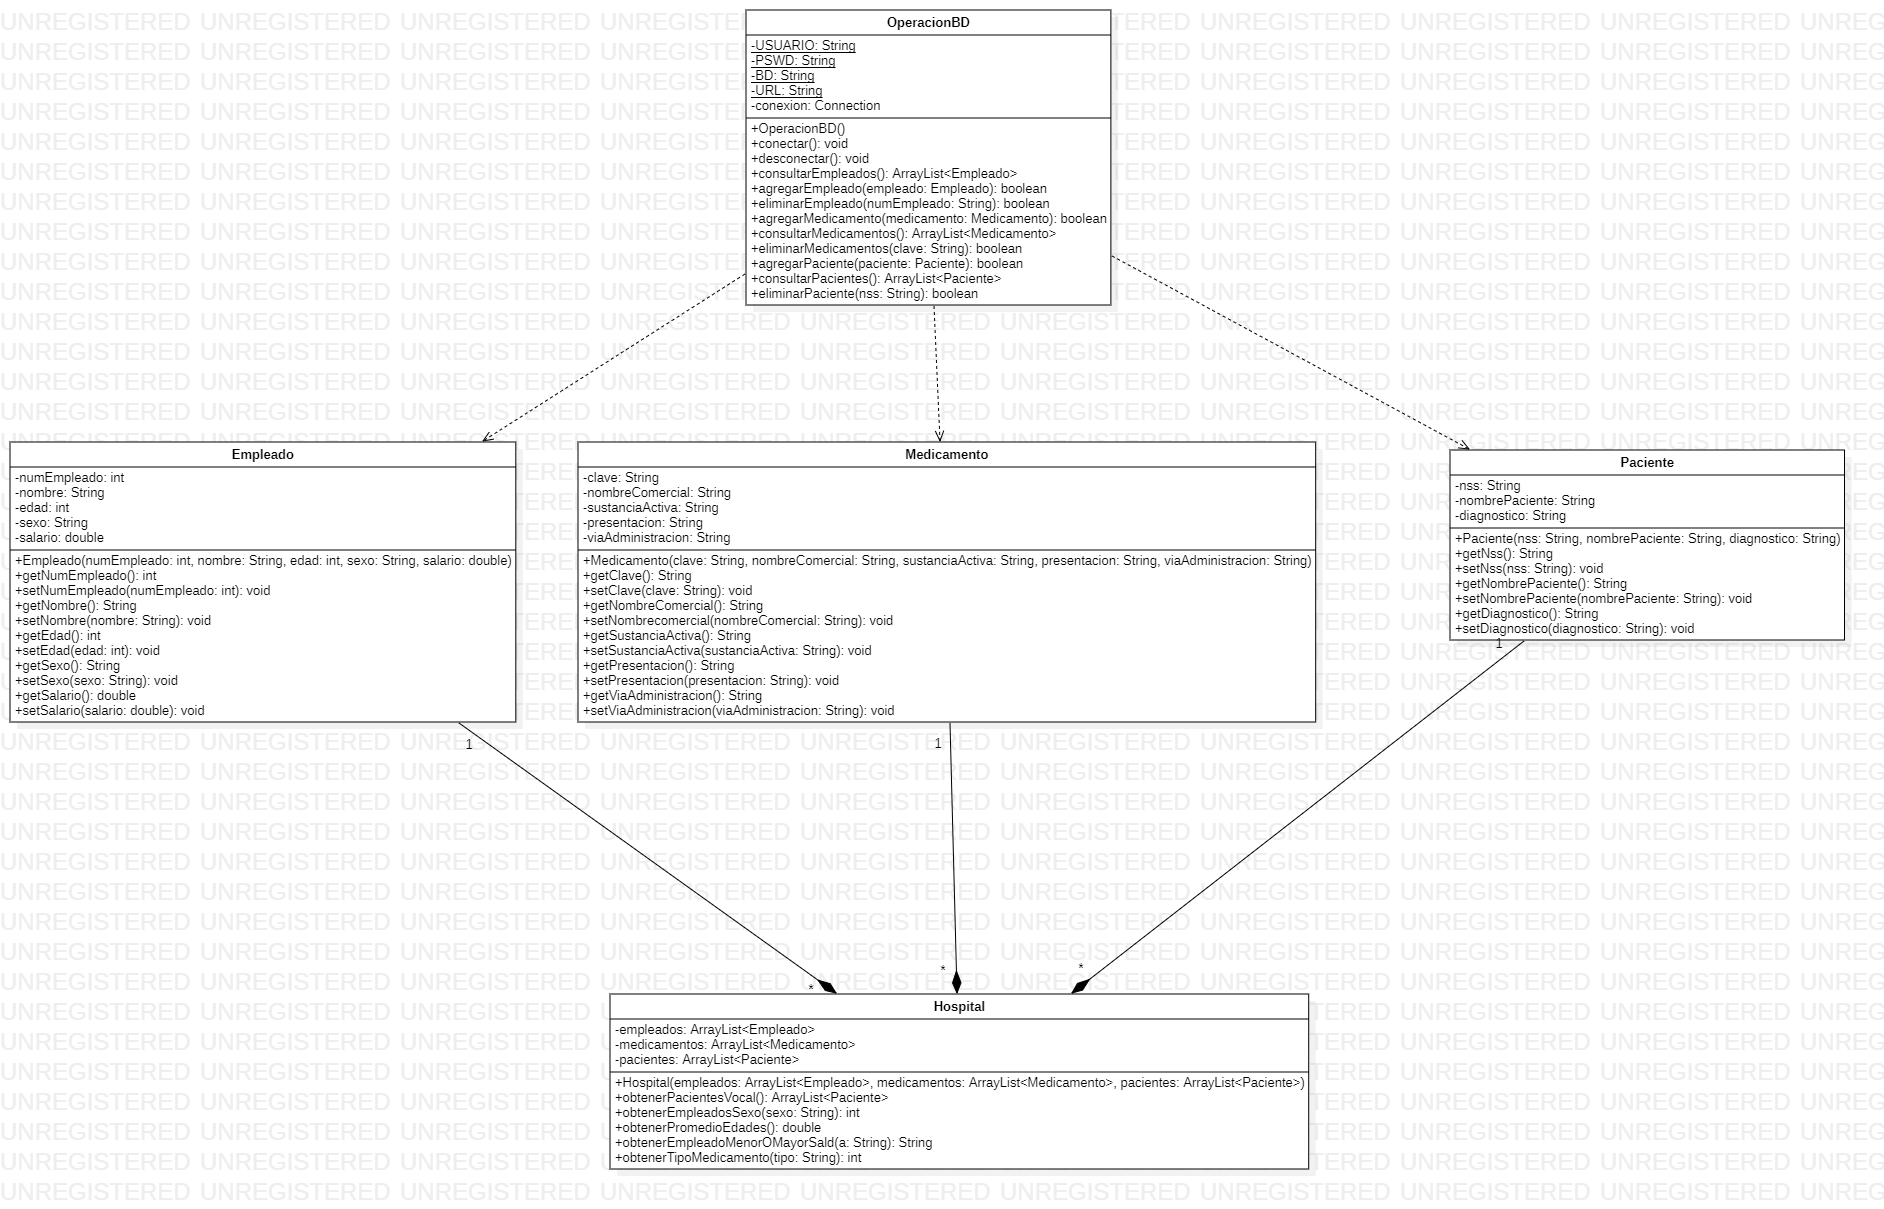 OperacionBD
-USUARIO: String
-PSWD: String
-BD: String
-URL: String
-conexion: Connection
+OperacionBD()
+conectar(): void
+desconectar(): void
+consultarEmpleados(): ArrayList<Empleado>
+agregarEmpleado(empleado: Empleado): boolean
+eliminarEmpleado(numEmpleado: String): boolean
+agregarMedicamento(medicamento: Medicamento): boolean
+consultarMedicamentos(): ArrayList<Medicamento>
+eliminarMedicamentos(clave: String): boolean
+agregarPaciente(paciente: Paciente): boolean
+consultarPacientes(): ArrayList<Paciente>
+eliminarPaciente(nss: String): boolean
Empleado
-numEmpleado: int
-nombre: String
-edad: int
-sexo: String
-salario: double
+Empleado(numEmpleado: int, nombre: String, edad: int, sexo: String, salario: double)
+getNumEmpleado(): int
+setNumEmpleado(numEmpleado: int): void
+getNombre(): String
+setNombre(nombre: String): void
+getEdad(): int
+setEdad(edad: int): void
+getSexo(): String
+setSexo(sexo: String): void
+getSalario(): double
+setSalario(salario: double): void
Medicamento
-clave: String
-nombreComercial: String
-sustanciaActiva: String
-presentacion: String
-viaAdministracion: String
+Medicamento(clave: String, nombreComercial: String, sustanciaActiva: String, presentacion: String, viaAdministracion: String)
+getClave(): String
+setClave(clave: String): void
+getNombreComercial(): String
+setNombrecomercial(nombreComercial: String): void
+getSustanciaActiva(): String
+setSustanciaActiva(sustanciaActiva: String): void
+getPresentacion(): String
+setPresentacion(presentacion: String): void
+getViaAdministracion(): String
+setViaAdministracion(viaAdministracion: String): void
Paciente
-nss: String
-nombrePaciente: String
-diagnostico: String
+Paciente(nss: String, nombrePaciente: String, diagnostico: String)
+getNss(): String
+setNss(nss: String): void
+getNombrePaciente(): String
+setNombrePaciente(nombrePaciente: String): void
+getDiagnostico(): String
+setDiagnostico(diagnostico: String): void
1
1
1
*
*
*
Hospital
-empleados: ArrayList<Empleado>
-medicamentos: ArrayList<Medicamento>
-pacientes: ArrayList<Paciente>
+Hospital(empleados: ArrayList<Empleado>, medicamentos: ArrayList<Medicamento>, pacientes: ArrayList<Paciente>)
+obtenerPacientesVocal(): ArrayList<Paciente>
+obtenerEmpleadosSexo(sexo: String): int
+obtenerPromedioEdades(): double
+obtenerEmpleadoMenorOMayorSald(a: String): String
+obtenerTipoMedicamento(tipo: String): int
UNREGISTERED